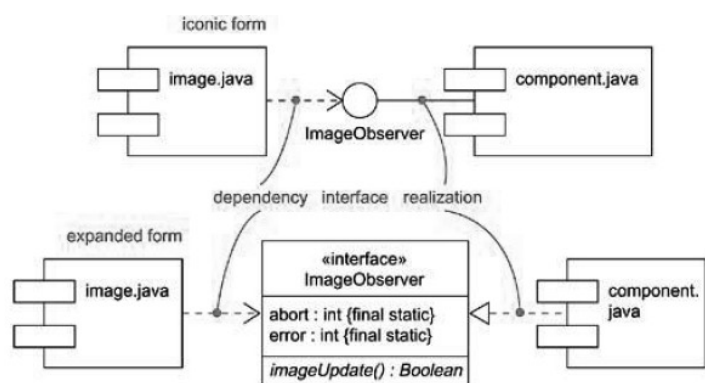 iconic form
image.java
component.java
ImageObserver
dependency interface realization
expanded form
«interface»
ImageObserver
image.java
component.
java
abort : int {final static}
error : int {final static}
imageUpdate() : Boolean